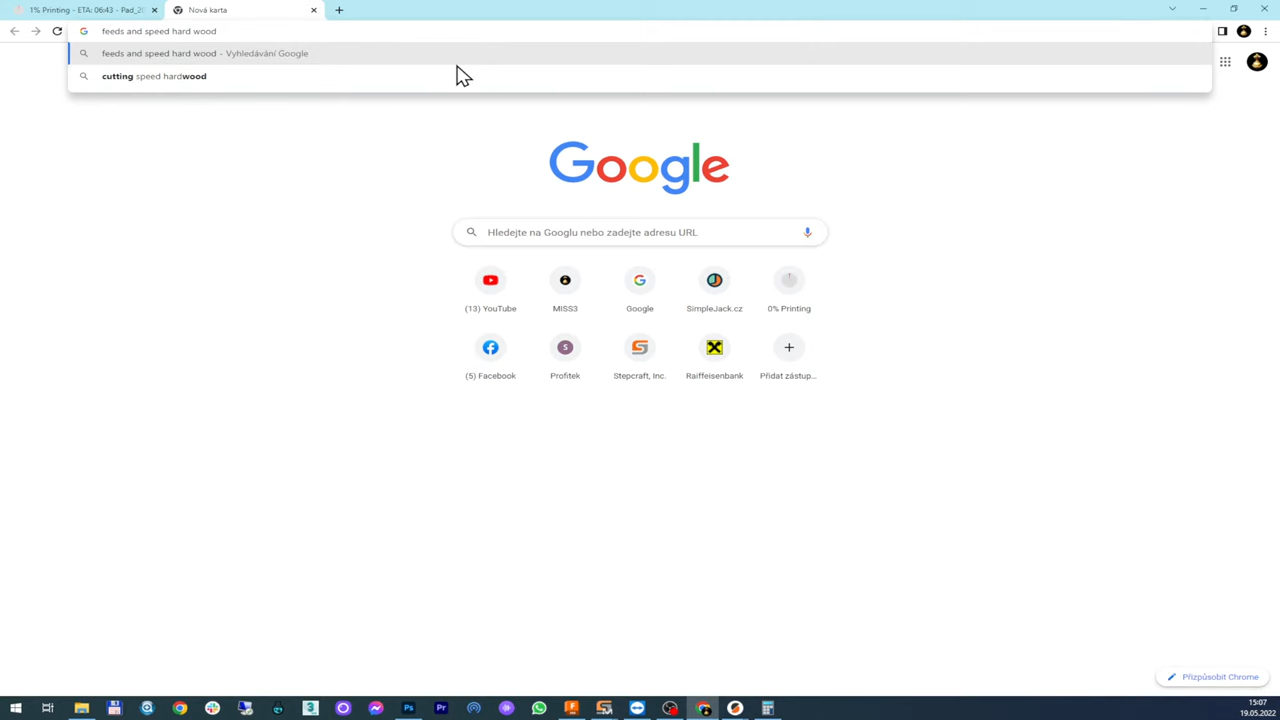 1% Printing - ETA: 06:43 - Pad_20
Nová karta
feeds and speed hard wood
feeds and speed hard wood - Vyhledávání Google
cutting speed hardwood
Google
Hledejte na Googlu nebo zadejte adresu URL
(13) YouTube
MISS3
Google
SimpleJack.cz
0% Printing
(5) Facebook
S
Profitek
Stepcraft, Inc.
Raiffeisenbank
Přidat zástup...
Přizpůsobit Chrome
15:07
19.05.2022